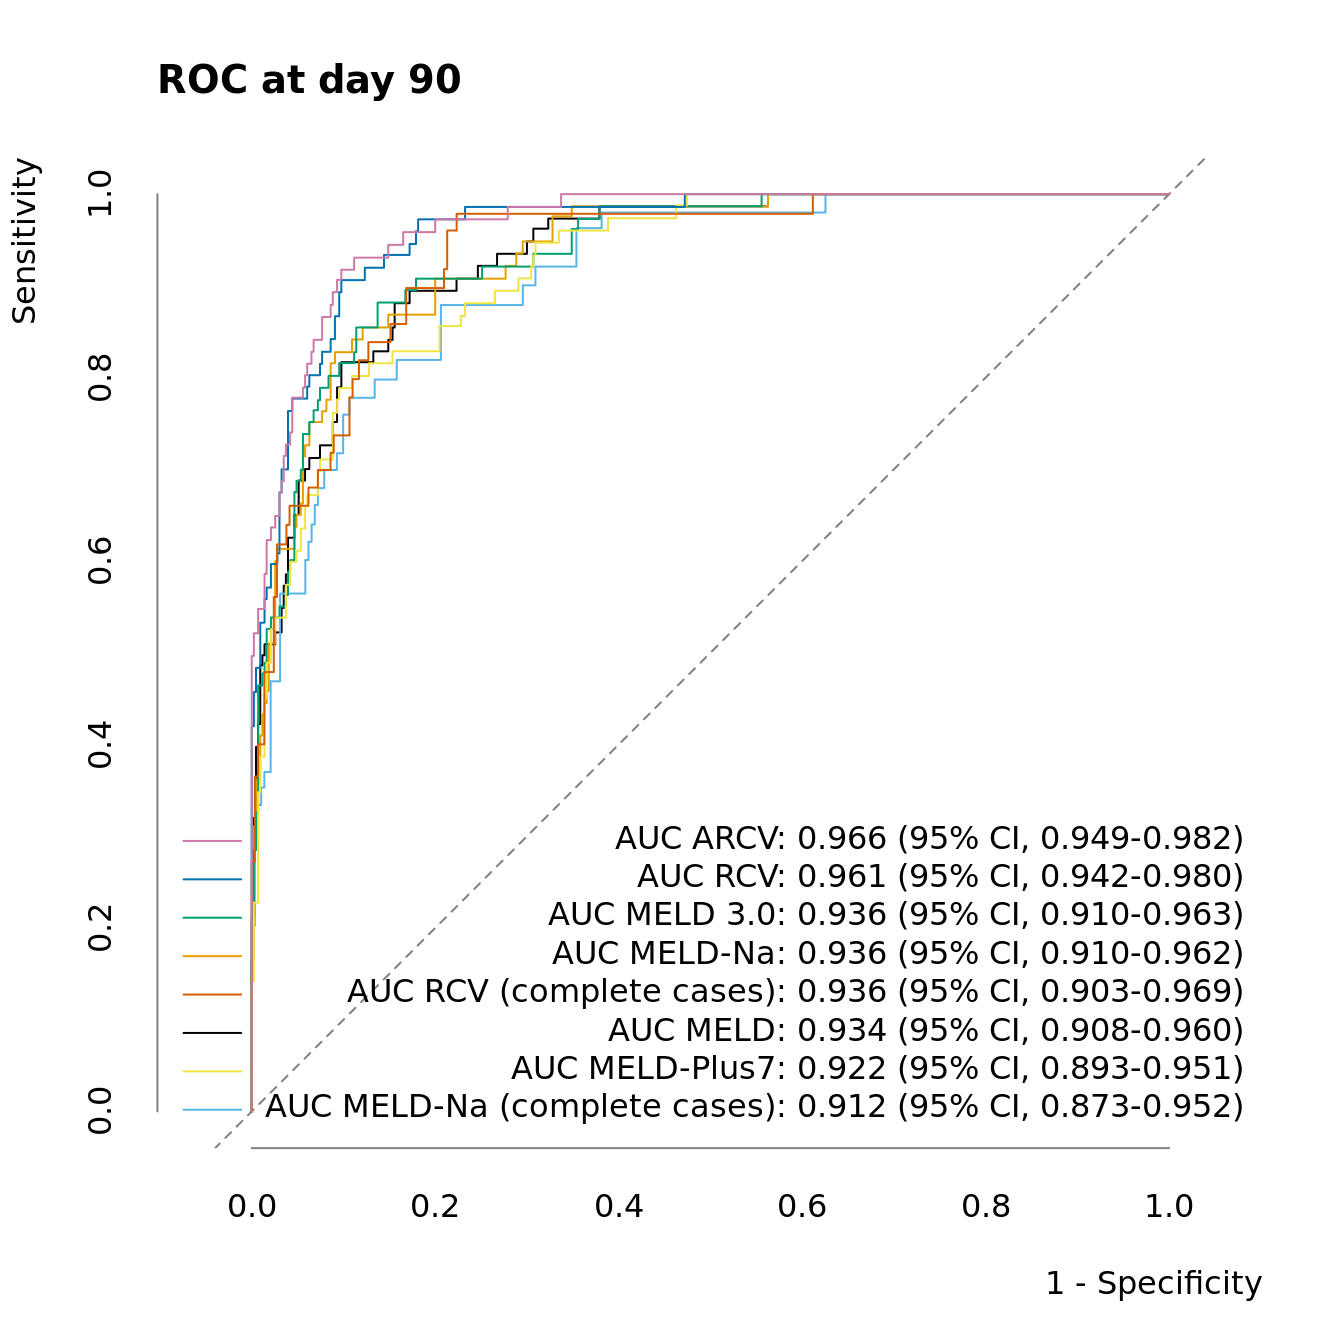 ROC at day 90
Sensitivity
1.0
0.8
0.6
0.4
0.2
0.0
AUC ARCV: 0.966 (95% CI, 0.949-0.982)
AUC RCV: 0.961 (95% CI, 0.942-0.980)
AUC MELD 3.0: 0.936 (95% CI, 0.910-0.963)
AUC MELD-Na: 0.936 (95% CI, 0.910-0.962)
AUC RCV (complete cases): 0.936 (95% CI, 0.903-0.969)
AUC MELD: 0.934 (95% CI, 0.908-0.960)
AUC MELD-Plus7: 0.922 (95% CI, 0.893-0.951)
AUC MELD-Na (complete cases): 0.912 (95% CI, 0.873-0.952)
0.0 0.2 0.4 0.6 0.8 1.0
1 - Specificity